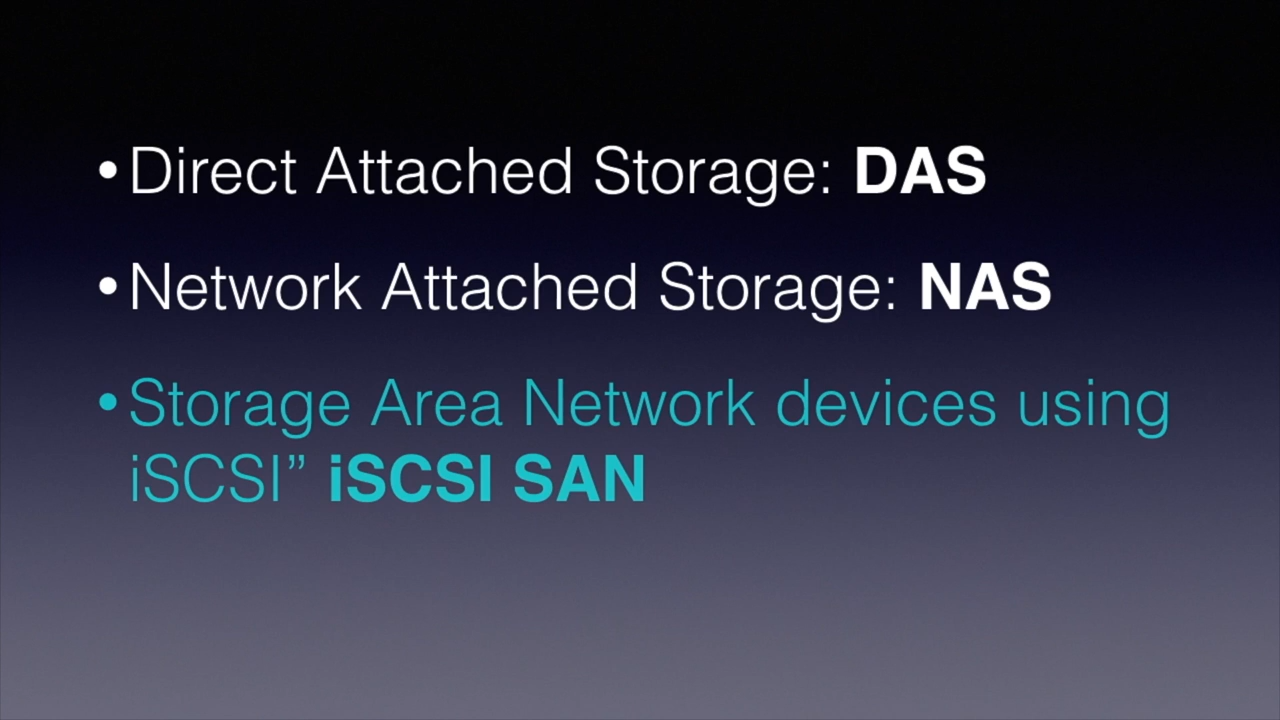 • Direct Attached Storage: DAS
• Network Attached Storage: NAS
• Storage Area Network devices using
iSCSI” iSCSI SAN